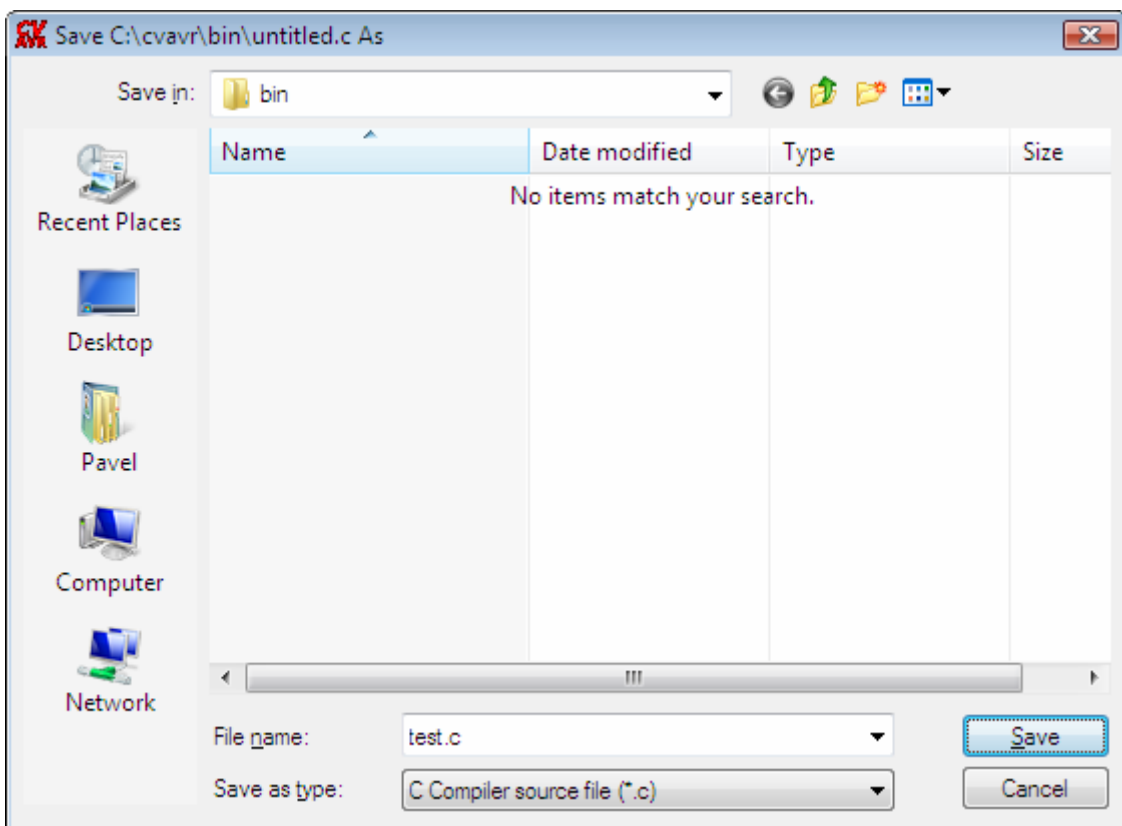 Save C:\cvavr\bin\untitled.c As
Save in: bin
Name Date modified Type Size
No items match your search.
Recent Places
Desktop
Pavel
Computer
Network
File name: test.c Save
Save as type: C Compiler source file (*.c) Cancel